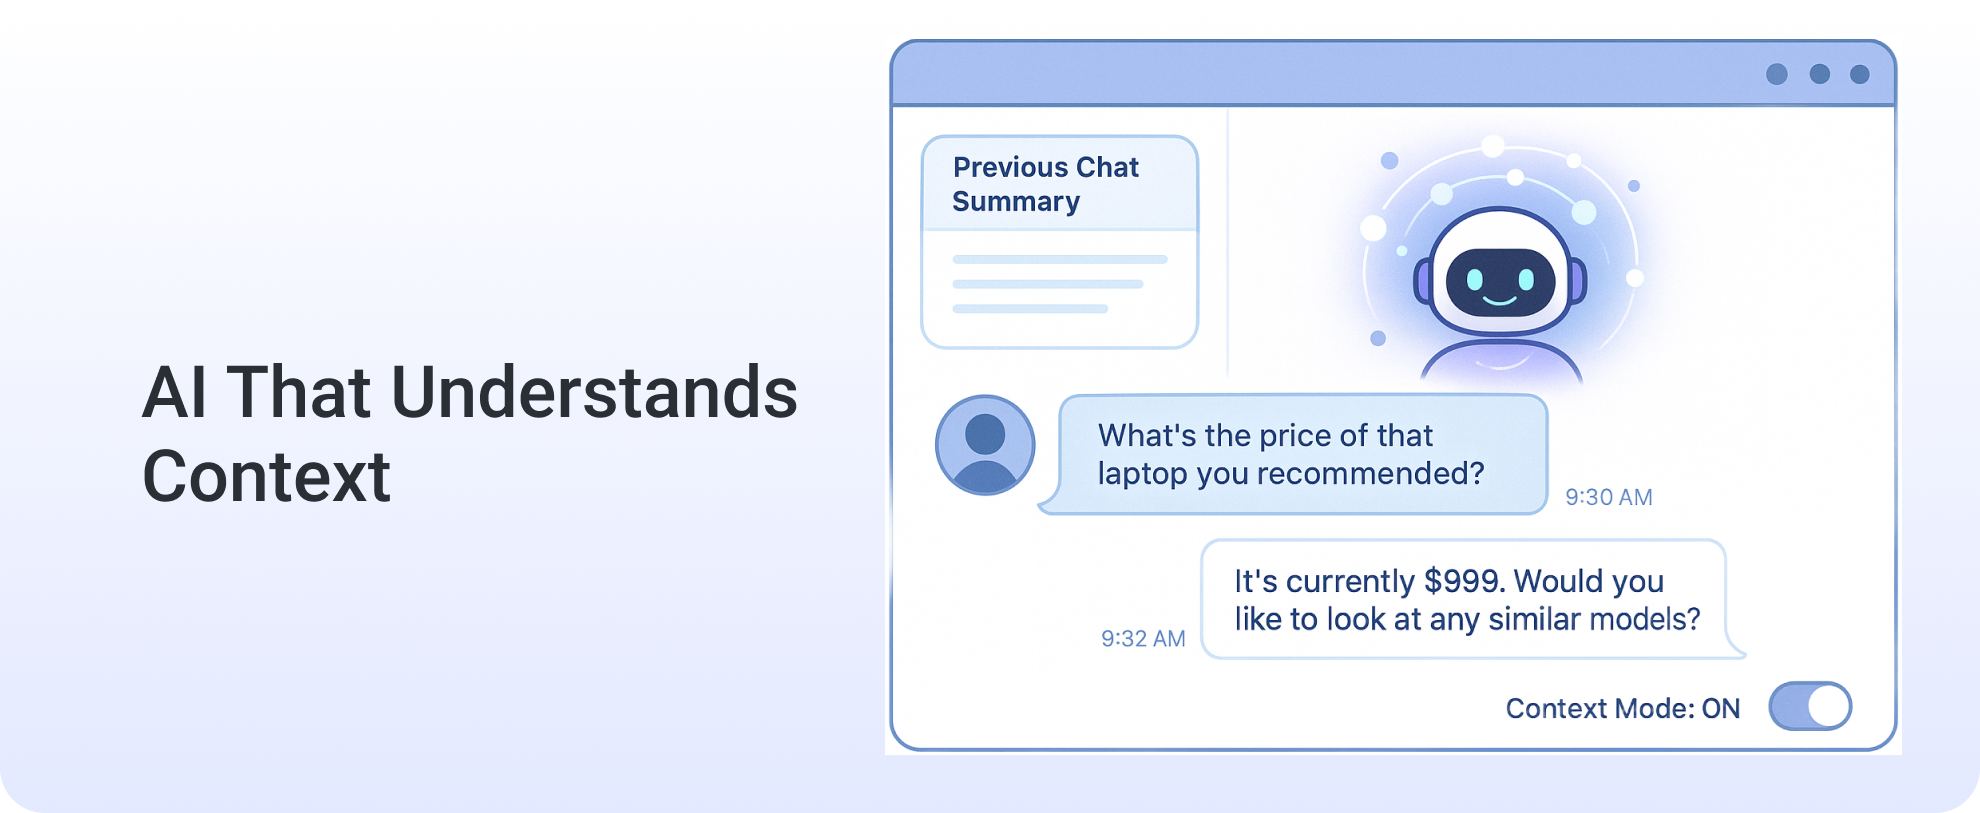 AI That Understands
Context
Previous Chat
Summary
What's the price of that
laptop you recommended?
9:30 AM
It's currently $999. Would you
like to look at any similar models?
9:32 AM
Context Mode: ON